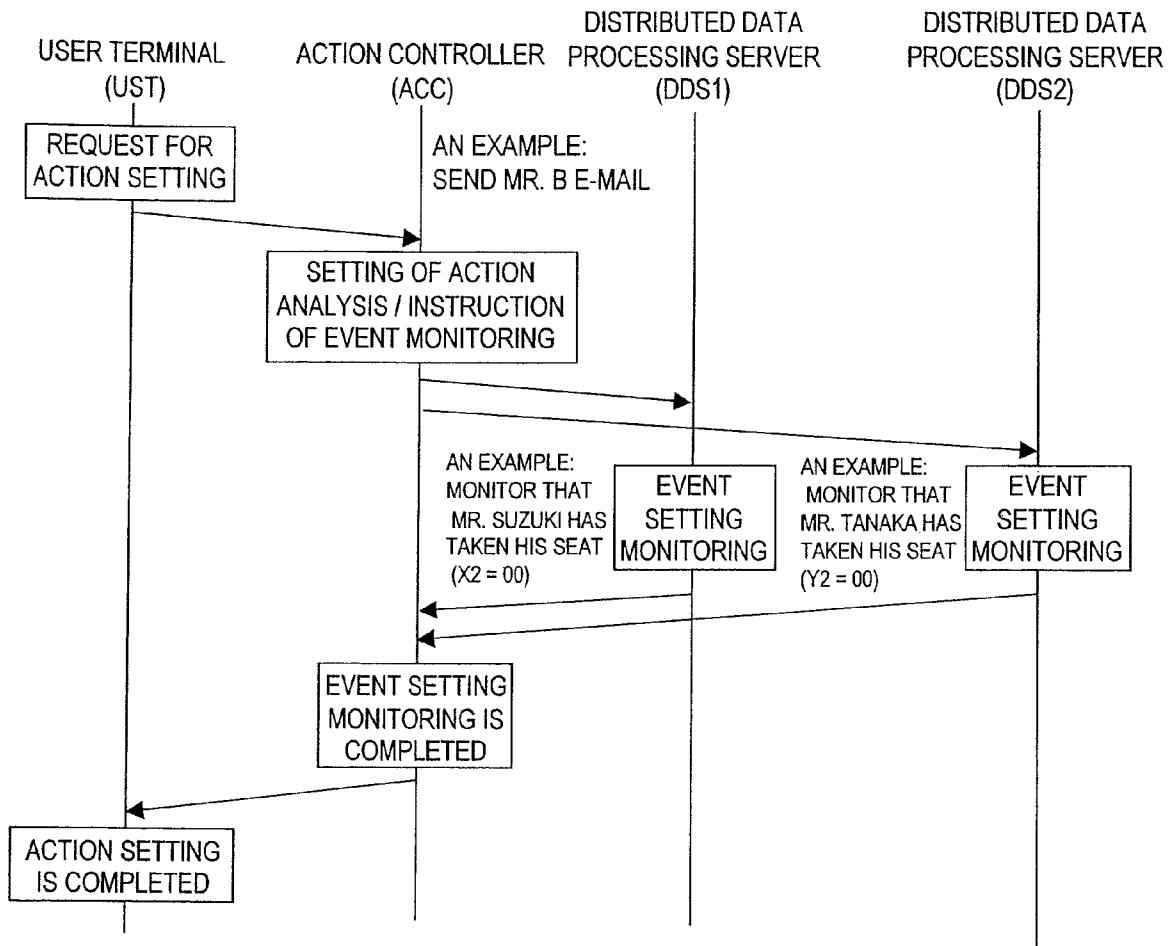 USER TERMINAL
(UST)
ACTION CONTROLLER
(ACC)
DISTRIBUTED DATA
PROCESSING SERVER
(DDS1)
DISTRIBUTED DATA
PROCESSING SERVER
(DDS2)
REQUEST FOR
ACTION SETTING
AN EXAMPLE:
SEND MR. B E-MAIL
SETTING OF ACTION
ANALYSIS / INSTRUCTION
OF EVENT MONITORING
AN EXAMPLE:
MONITOR THAT
MR. SUZUKI HAS
TAKEN HIS SEAT
(X2 = 00)
EVENT
SETTING
MONITORING
AN EXAMPLE:
MONITOR THAT
MR. TANAKA HAS
TAKEN HIS SEAT
(Y2 = 00)
EVENT
SETTING
MONITORING
EVENT SETTING
MONITORING IS
COMPLETED
ACTION SETTING
IS COMPLETED